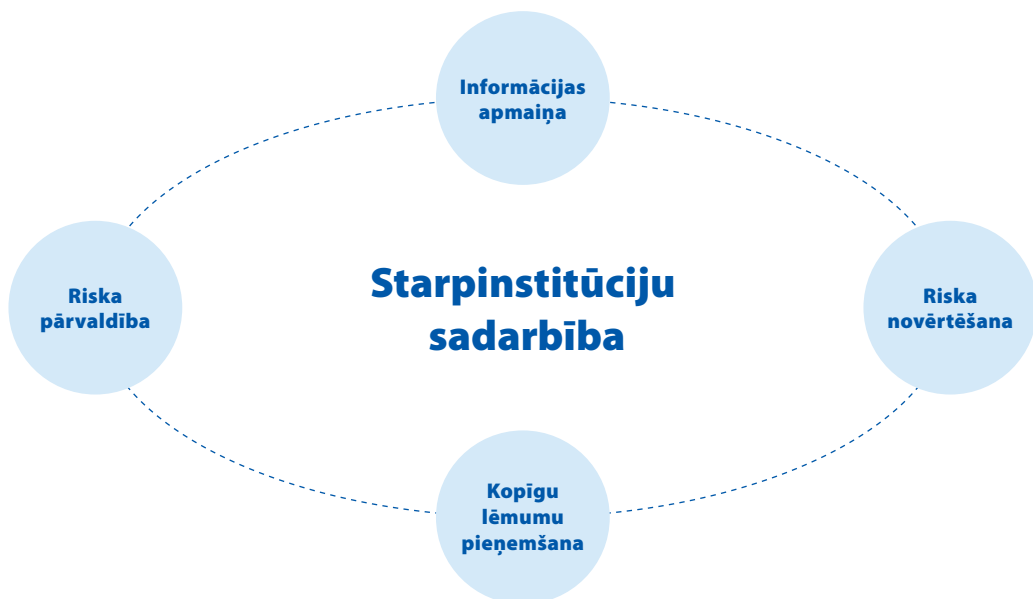 Informācijas
apmaiņa
Riska
pārvaldība
Starpinstitūciju
sadarbība
Riska
novērtēšana
Kopīgu
lēmumu
pieņemšana